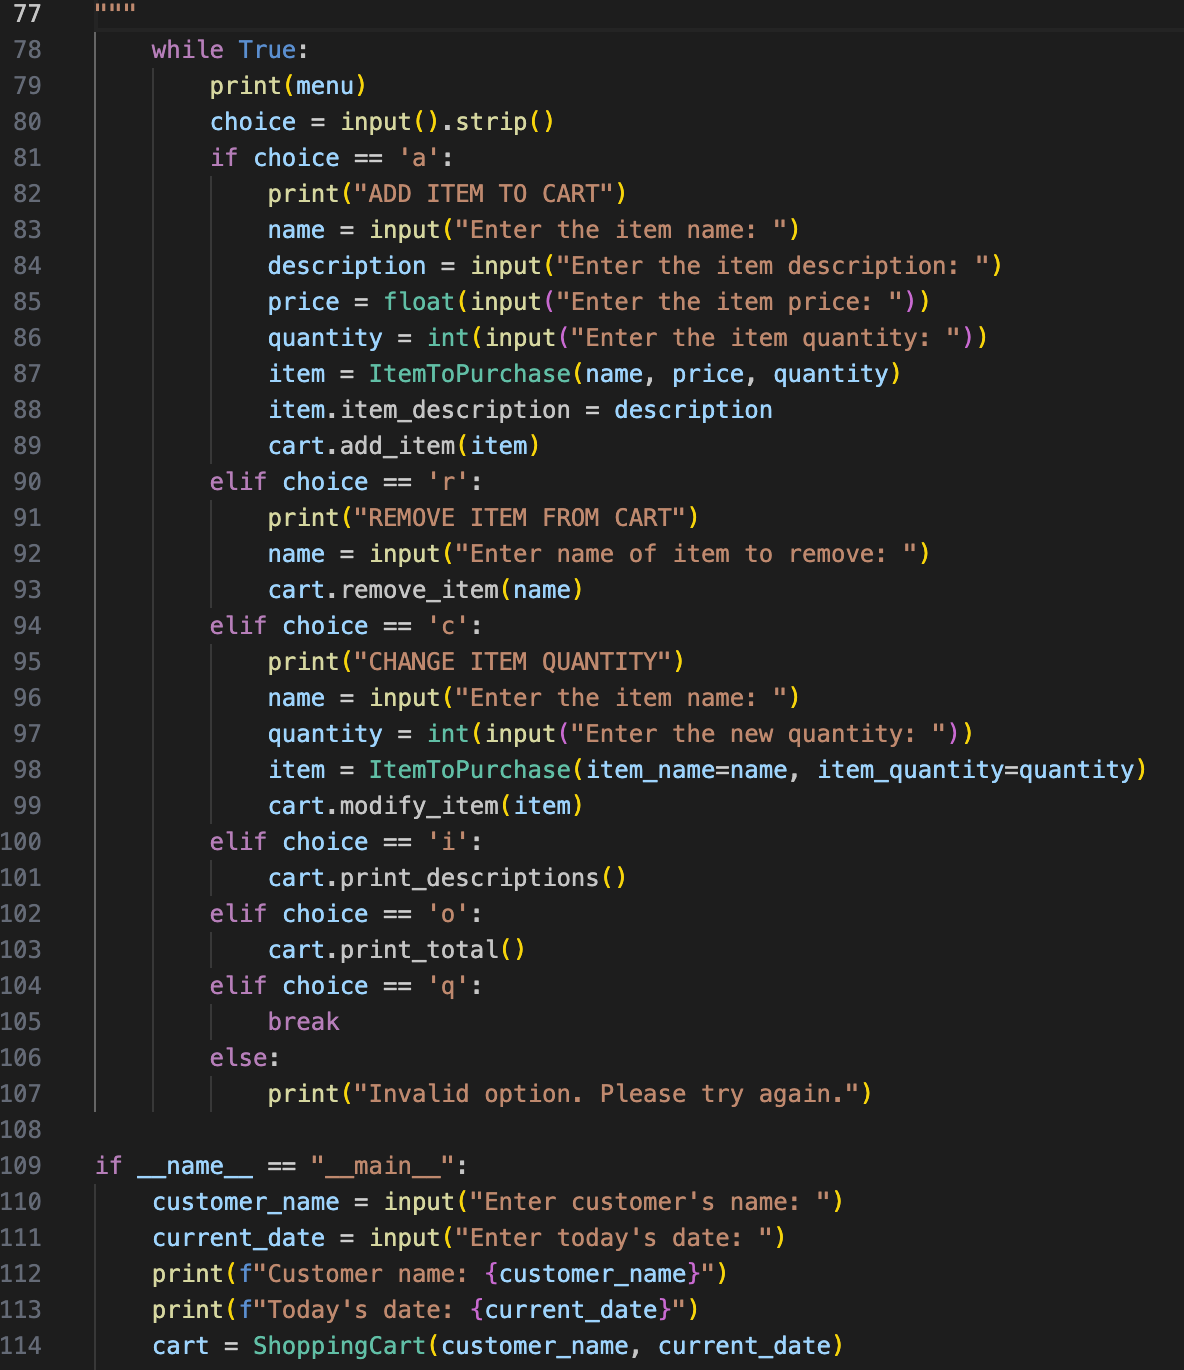 77 """
78     while True:
79         print(menu)
80         choice = input().strip()
81         if choice == 'a':
82             print("ADD ITEM TO CART")
83             name = input("Enter the item name: ")
84             description = input("Enter the item description: ")
85             price = float(input("Enter the item price: "))
86             quantity = int(input("Enter the item quantity: "))
87             item = ItemToPurchase(name, price, quantity)
88             item.item_description = description
89             cart.add_item(item)
90         elif choice == 'r':
91             print("REMOVE ITEM FROM CART")
92             name = input("Enter name of item to remove: ")
93             cart.remove_item(name)
94         elif choice == 'c':
95             print("CHANGE ITEM QUANTITY")
96             name = input("Enter the item name: ")
97             quantity = int(input("Enter the new quantity: "))
98             item = ItemToPurchase(item_name=name, item_quantity=quantity)
99             cart.modify_item(item)
100         elif choice == 'i':
101             cart.print_descriptions()
102         elif choice == 'o':
103             cart.print_total()
104         elif choice == 'q':
105             break
106         else:
107             print("Invalid option. Please try again.")
108
109 if __name__ == "__main__":
110     customer_name = input("Enter customer's name: ")
111     current_date = input("Enter today's date: ")
112     print(f"Customer name: {customer_name}")
113     print(f"Today's date: {current_date}")
114     cart = ShoppingCart(customer_name, current_date)